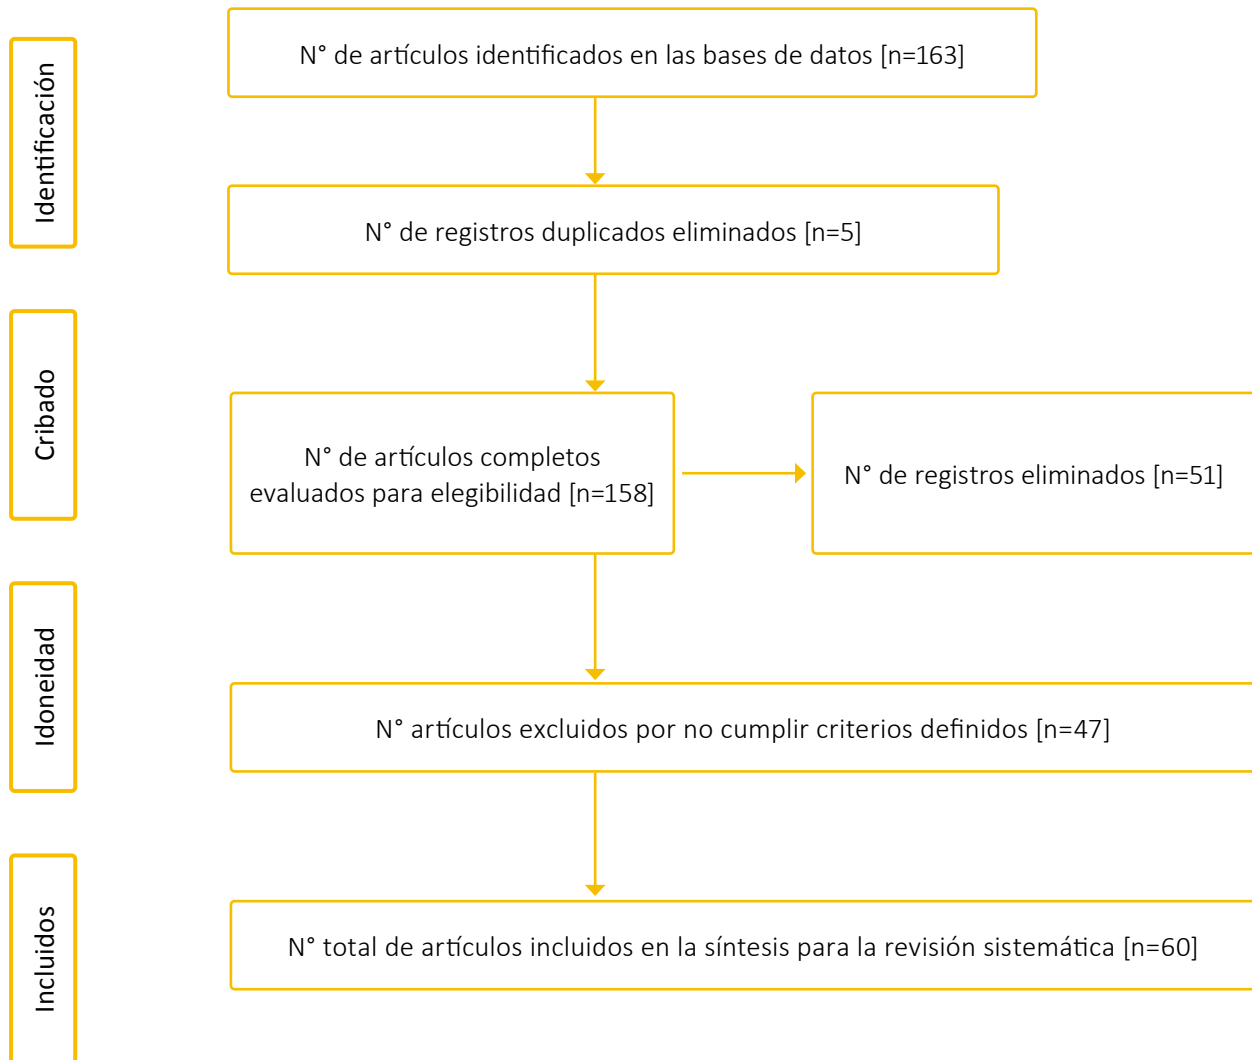 Identificación
N° de artículos identificados en las bases de datos [n=163]
N° de registros duplicados eliminados [n=5]
Cribado
N° de artículos completos
evaluados para elegibilidad [n=158]
N° de registros eliminados [n=51]
Idoneidad
N° artículos excluidos por no cumplir criterios definidos [n=47]
Incluidos
N° total de artículos incluidos en la síntesis para la revisión sistemática [n=60]